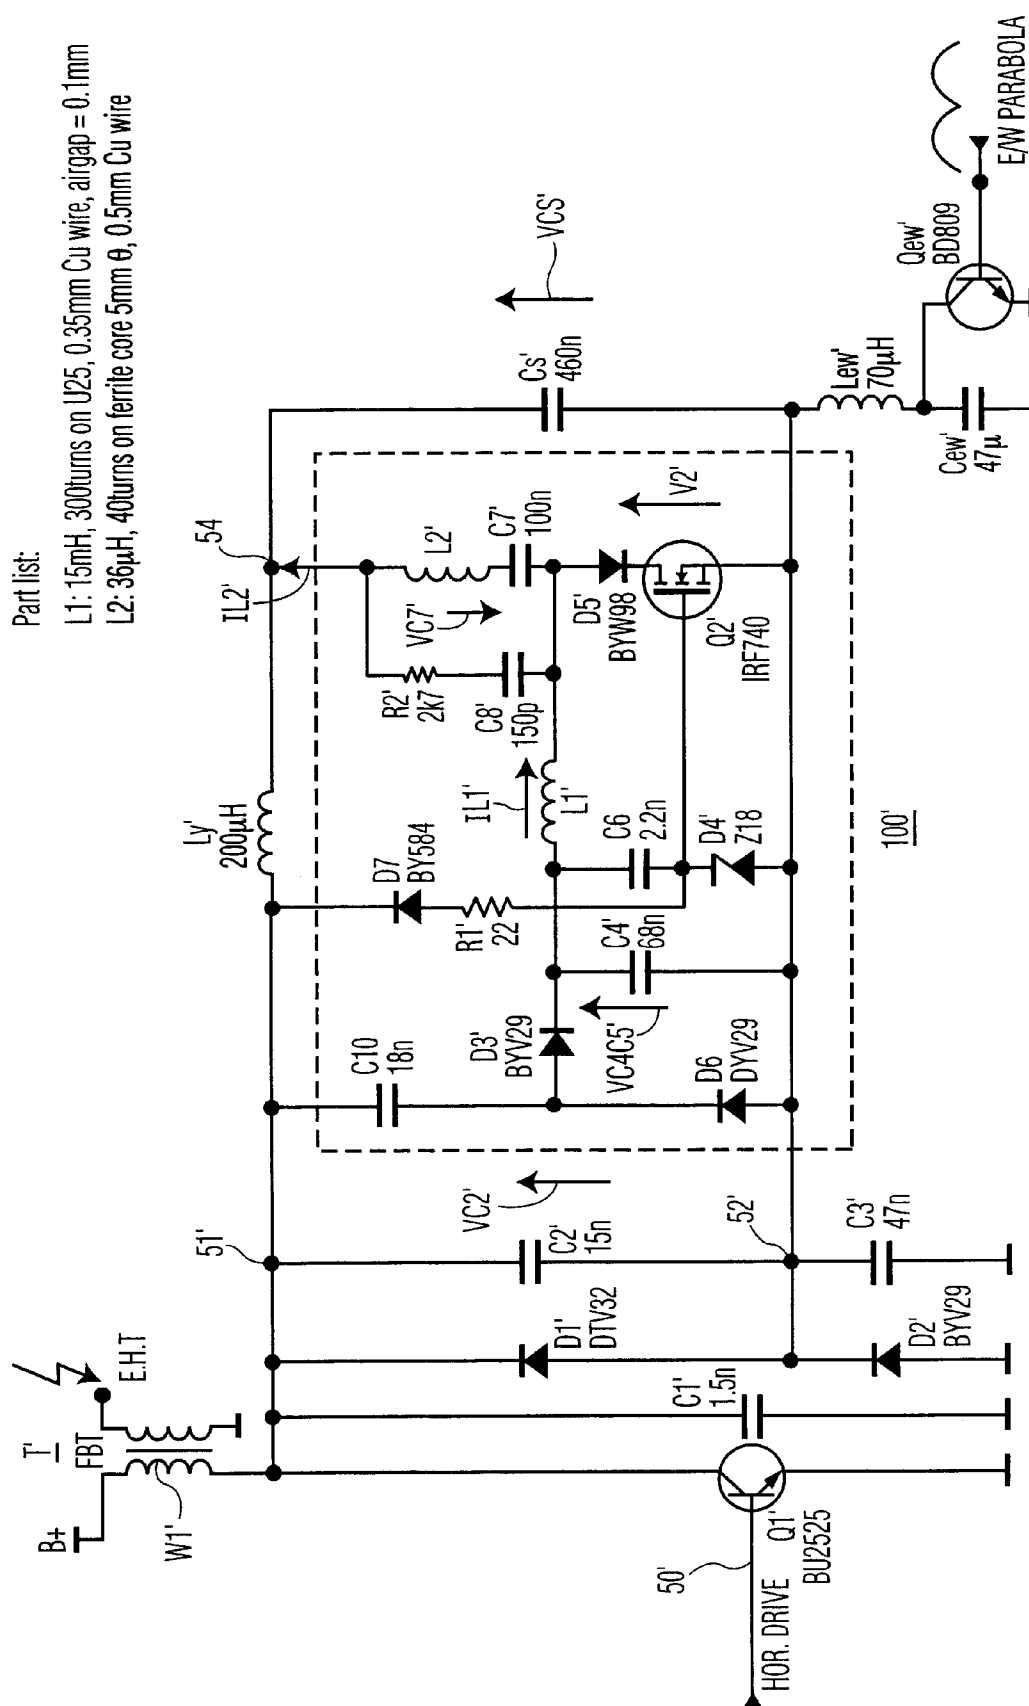 Part list:
L1: 15mH, 300turns on U25, 0.35mm Cu wire, airgap = 0.1mm
L2: 36µH, 40turns on ferrite core 5mm θ, 0.5mm Cu wire
B+
T'
FBT
E.H.T
W1'
51'
Ly'
200µH
54
IL2'
HOR. DRIVE
50'
Q1'
BU2525
C1'
1.5n
D1'
DTV32
D2'
BYV29
C2'
15n
52'
C3'
47n
VC2'
C10
18n
D3'
BYV29
D6
DYV29
VC4C5'
C4'
68n
D7
BY584
R1'
22
C6
2.2n
D4'
Z18
IL1'
L1'
R2'
2k7
C8'
150p
VC7'
L2'
C7'
100n
D5'
BYW98
Q2'
IRF740
V2'
100'
Cs'
460n
VCS'
Lew'
70µH
Cew'
47µ
Qew'
BD809
E/W PARABOLA